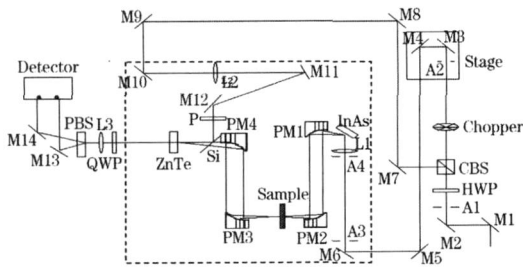 M9
M8
M4
M3
A2
Stage
M10
L2
M11
Detector
M12
P
PM4
PM1
InAs
L1
A4
Chopper
PBS
L3
M14
M13
QWP
ZnTe
Si
M7
CBS
HWP
A1
Sample
PM3
PM2
A3
M6
M5
M2
M1